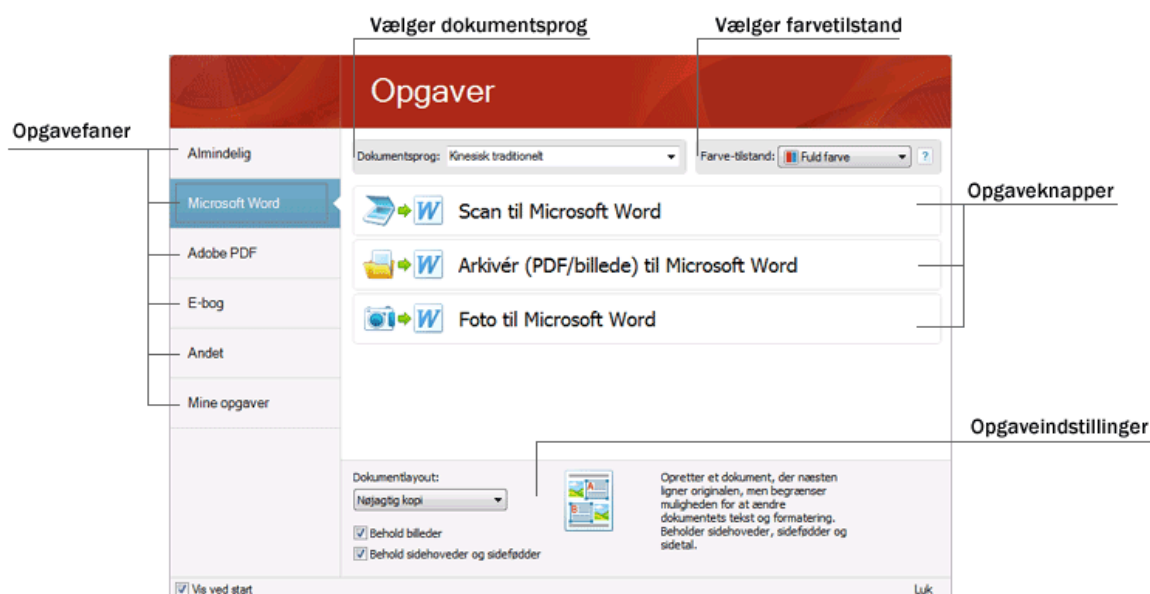 Vælger dokumentsprog
Vælger farvetilstand
Opgaver
Opgavefaner
Almindelig
Microsoft Word
Adobe PDF
E-bog
Andet
Mine opgaver
Dokumentsprog: Kinesisk traditionelt
Farve-tilstand: Fuld farve ?
Opgaveknapper
W Scan til Microsoft Word
W Arkivér (PDF/billede) til Microsoft Word
W Foto til Microsoft Word
Opgaveindstillinger
Dokumentlayout:
Nøjagtig kopi
Behold billeder
Behold sidehoveder og sidefødder
A
B
Opretter et dokument, der næsten
ligner originalen, men begrænser
muligheden for at ændre
dokumentets tekst og formatering.
Beholder sidehoveder, sidefødder og
sidetal.
Vis ved start
Luk